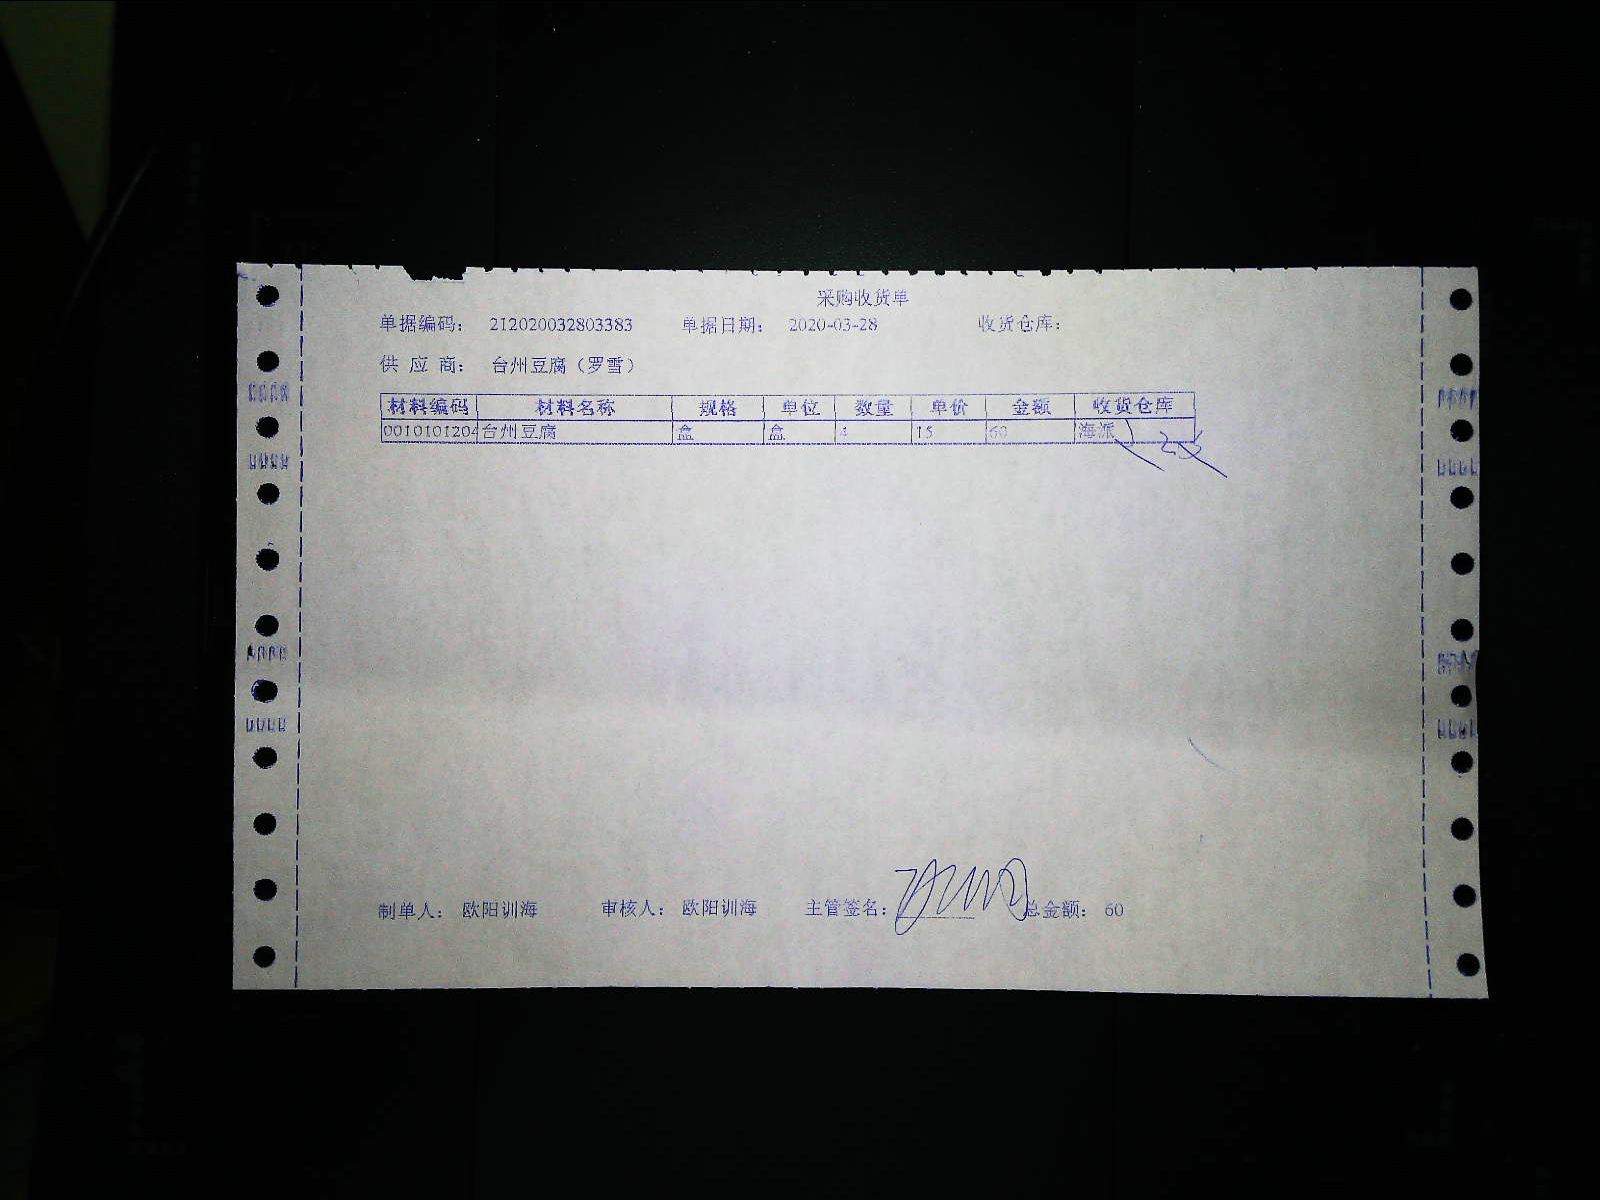 采购收货单
单据编码： 212020032803383 单据日期： 2020-03-28 收货仓库：
供 应 商： 台州豆腐（罗雪）
材料编码 材料名称 规格 单位 数量 单价 金额 收货仓库
0010101204 台州豆腐 盒 盒 4 15 60 海派
制单人： 欧阳训海 审核人： 欧阳训海 主管签名： 总金额： 60